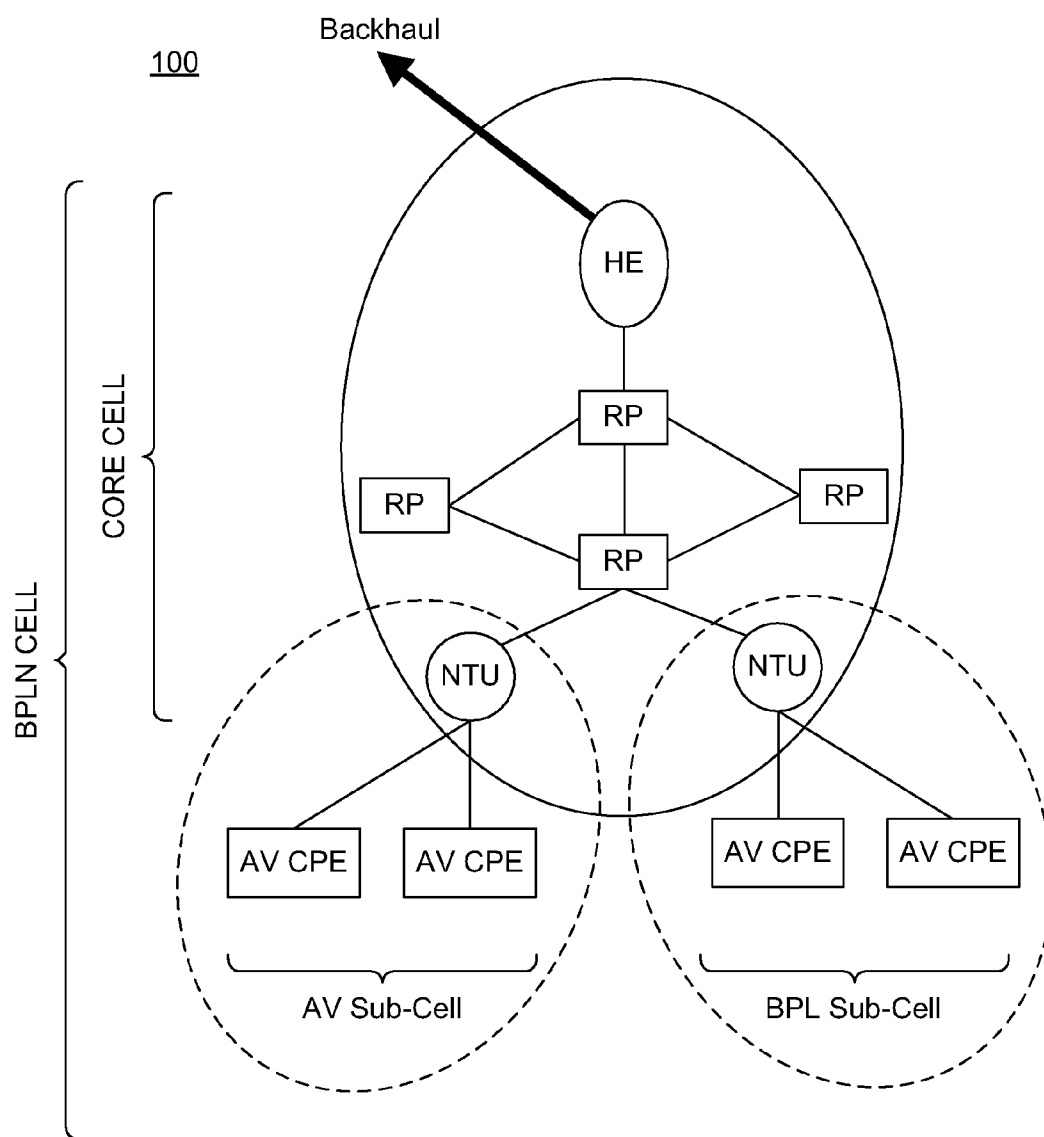 Backhaul
100
HE
RP
RP
RP
RP
NTU
NTU
AV CPE
AV CPE
AV CPE
AV CPE
AV Sub-Cell
BPL Sub-Cell
CORE CELL
BPLN CELL